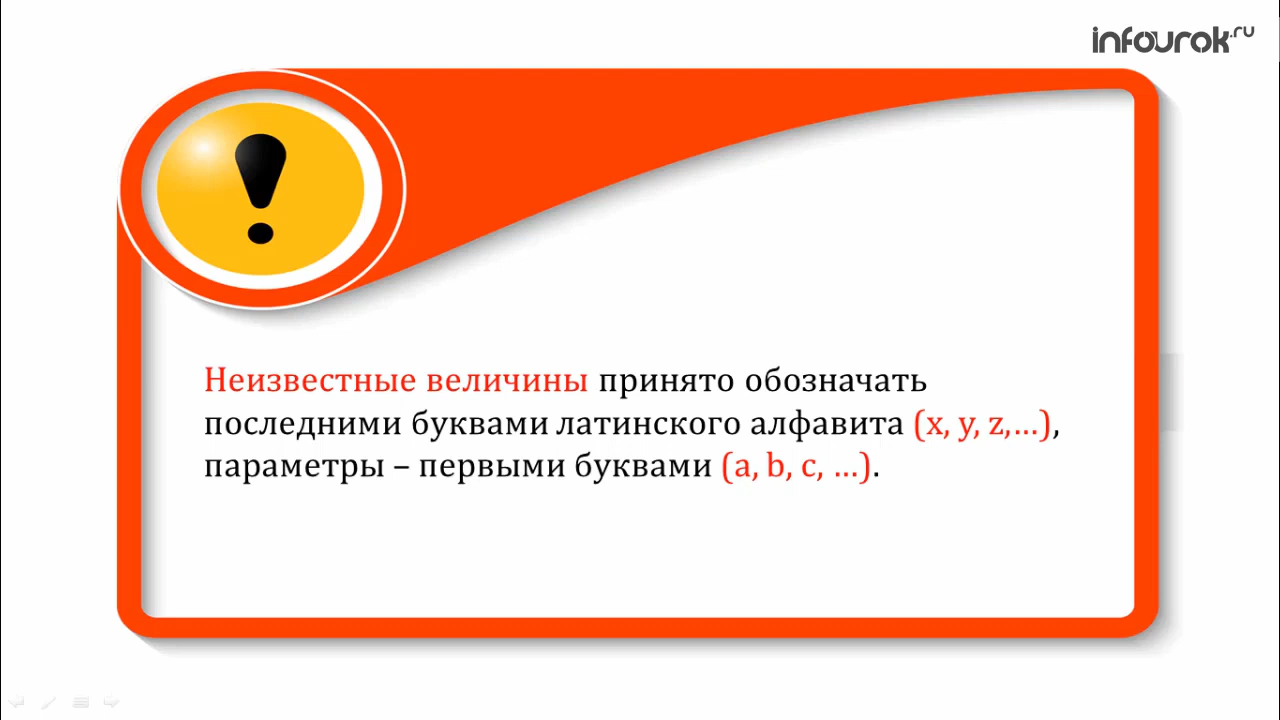 infourok.ru
Неизвестные величины принято обозначать
последними буквами латинского алфавита (x, y, z,...),
параметры – первыми буквами (a, b, c, ...).